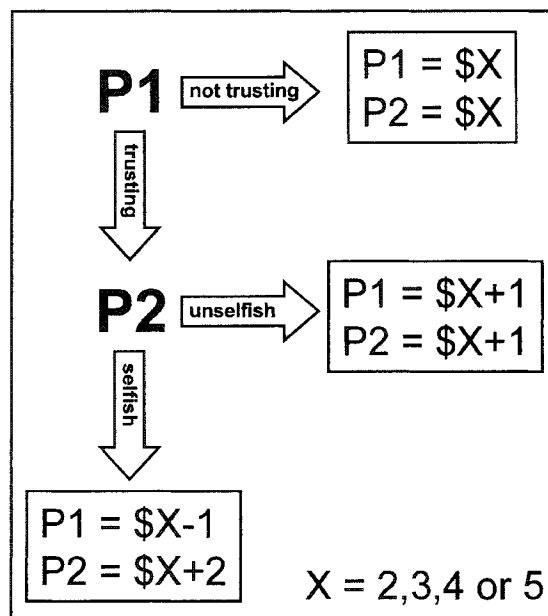 P1
not trusting
P1 = $X
P2 = $X
trusting
P2
unselfish
P1 = $X+1
P2 = $X+1
selfish
P1 = $X-1
P2 = $X+2
X = 2,3,4 or 5